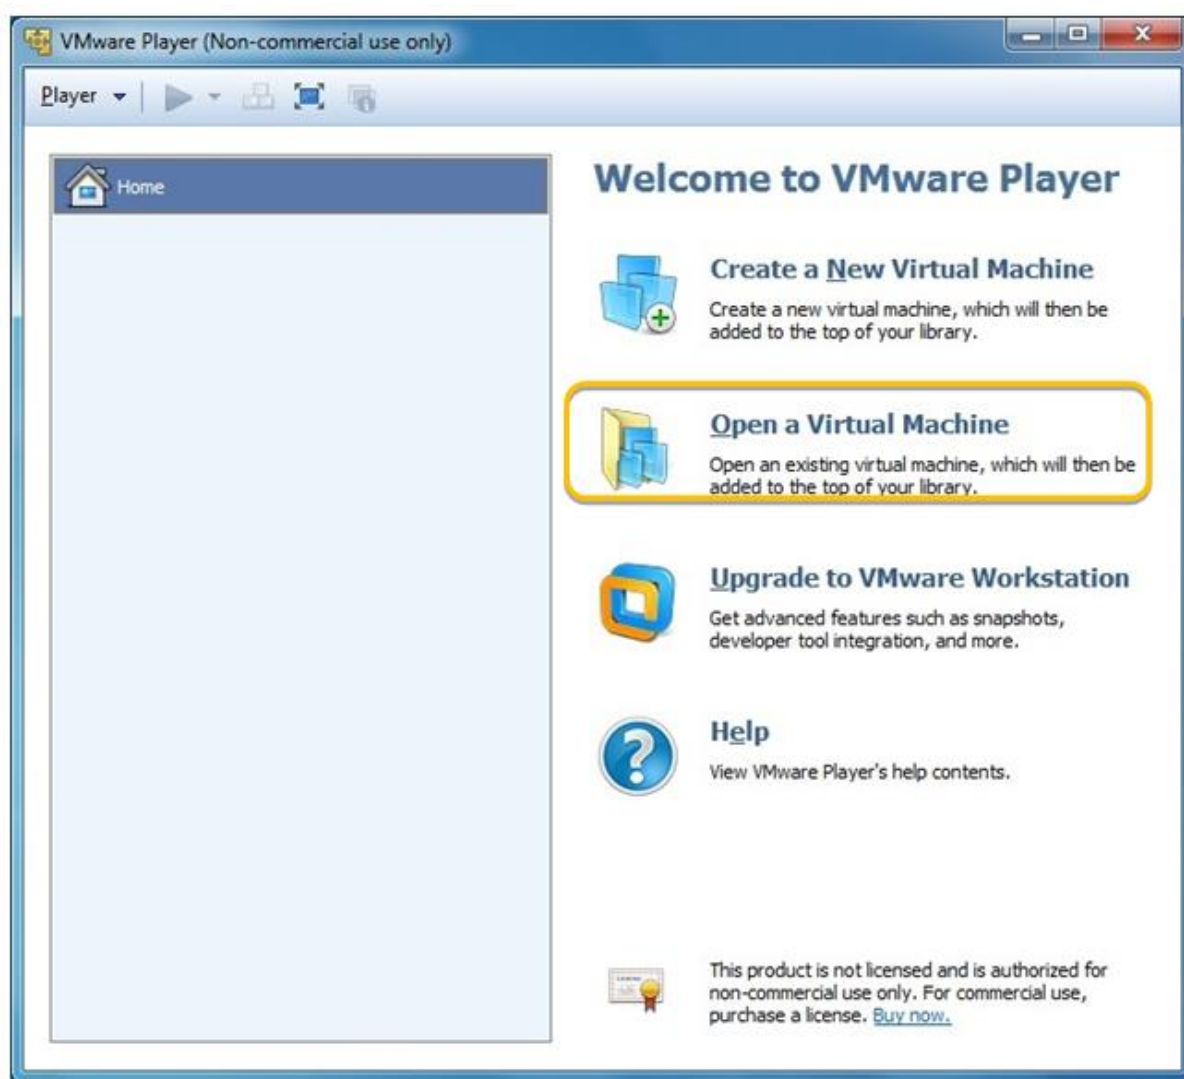 VMware Player (Non-commercial use only)
Player
Home
Welcome to VMware Player
Create a New Virtual Machine
Create a new virtual machine, which will then be
added to the top of your library.
Open a Virtual Machine
Open an existing virtual machine, which will then be
added to the top of your library.
Upgrade to VMware Workstation
Get advanced features such as snapshots,
developer tool integration, and more.
Help
View VMware Player's help contents.
This product is not licensed and is authorized for
non-commercial use only. For commercial use,
purchase a license. Buy now.